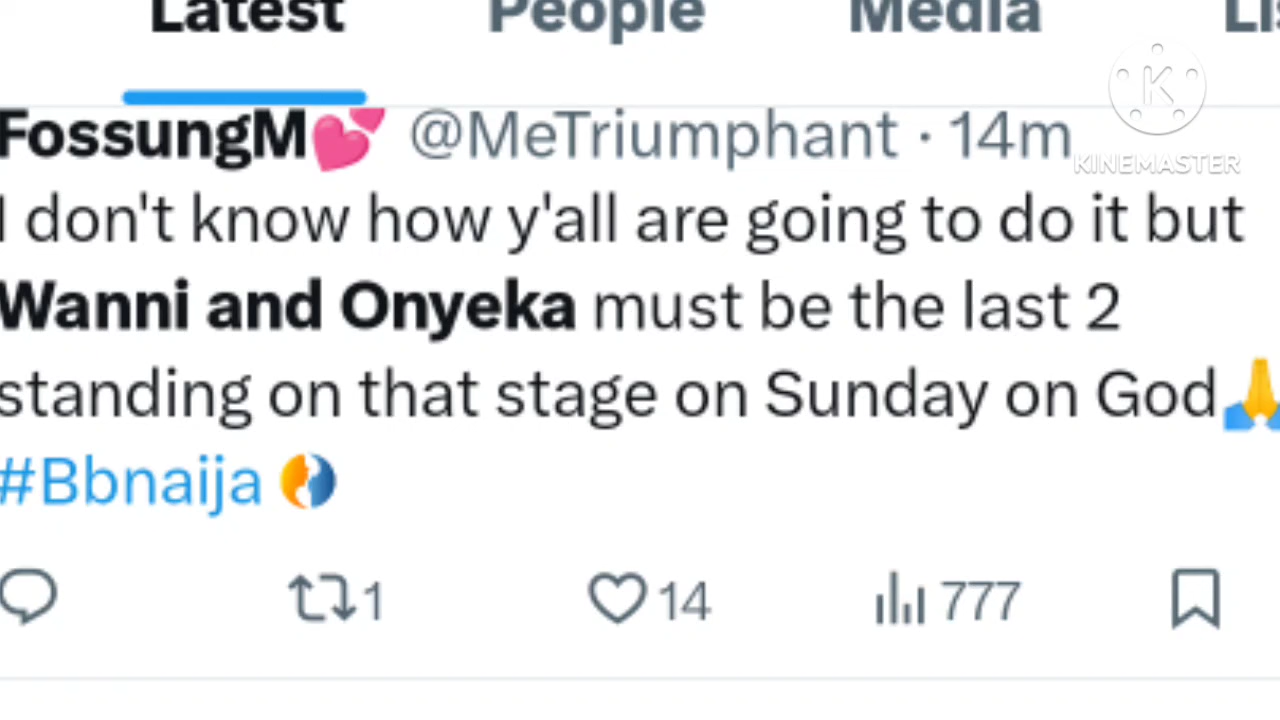 Latest People Media
FossungM💕 @MeTriumphant · 14m
KINEMASTER
I don't know how y'all are going to do it but
Wanni and Onyeka must be the last 2
standing on that stage on Sunday on God🙏
#Bbnaija
1 14 777